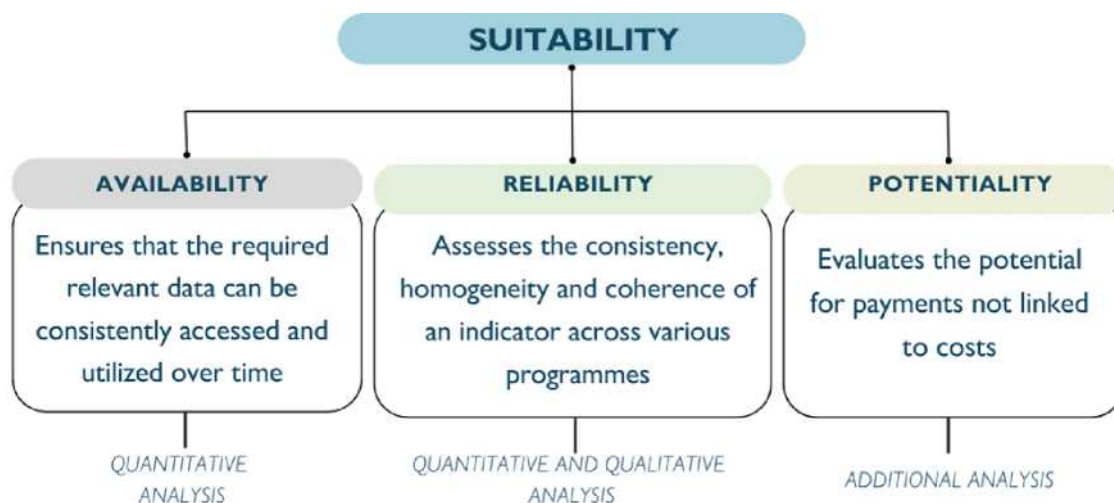 SUITABILITY
AVAILABILITY
Ensures that the required
relevant data can be
consistently accessed and
utilized over time
QUANTITATIVE
ANALYSIS
RELIABILITY
Assesses the consistency,
homogeneity and coherence of
an indicator across various
programmes
QUANTITATIVE AND QUALITATIVE
ANALYSIS
POTENTIALITY
Evaluates the potential
for payments not linked
to costs
ADDITIONAL ANALYSIS